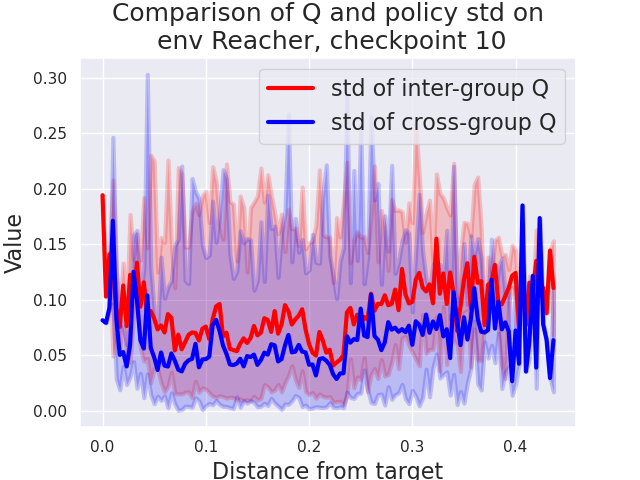 Comparison of Q and policy std on
env Reacher, checkpoint 10
std of inter-group Q
std of cross-group Q
Value
0.30
0.25
0.20
0.15
0.10
0.05
0.00
0.0 0.1 0.2 0.3 0.4
Distance from target